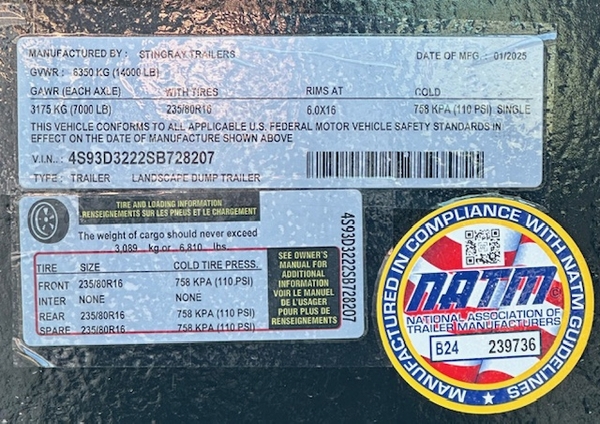 MANUFACTURED BY : STINGRAY TRAILERS DATE OF MFG : 01/2025
GVWR : 6350 KG (14000 LB)
GAWR (EACH AXLE) WITH TIRES RIMS AT COLD
3175 KG (7000 LB) 235/80R16 6.0X16 758 KPA (110 PSI) SINGLE
THIS VEHICLE CONFORMS TO ALL APPLICABLE U.S. FEDERAL MOTOR VEHICLE SAFETY STANDARDS IN
EFFECT ON THE DATE OF MANUFACTURE SHOWN ABOVE
V.I.N. : 4S93D3222SB728207
TYPE : TRAILER LANDSCAPE DUMP TRAILER
TIRE AND LOADING INFORMATION
RENSEIGNEMENTS SUR LES PNEUS ET LE CHARGEMENT
The weight of cargo should never exceed
3,089 kg or 6,810 lbs
TIRE SIZE COLD TIRE PRESS.
FRONT 235/80R16 758 KPA (110 PSI)
INTER NONE NONE
REAR 235/80R16 758 KPA (110 PSI)
SPARE 235/80R16 758 KPA (110 PSI)
SEE OWNER'S
MANUAL FOR
ADDITIONAL
INFORMATION
VOIR LE MANUEL
DE L'USAGER
POUR PLUS DE
RENSEIGNEMENTS
4S93D3222SB728207
MANUFACTURED IN COMPLIANCE WITH NATM GUIDELINES
NATM®
NATIONAL ASSOCIATION OF
TRAILER MANUFACTURERS
B24 239736